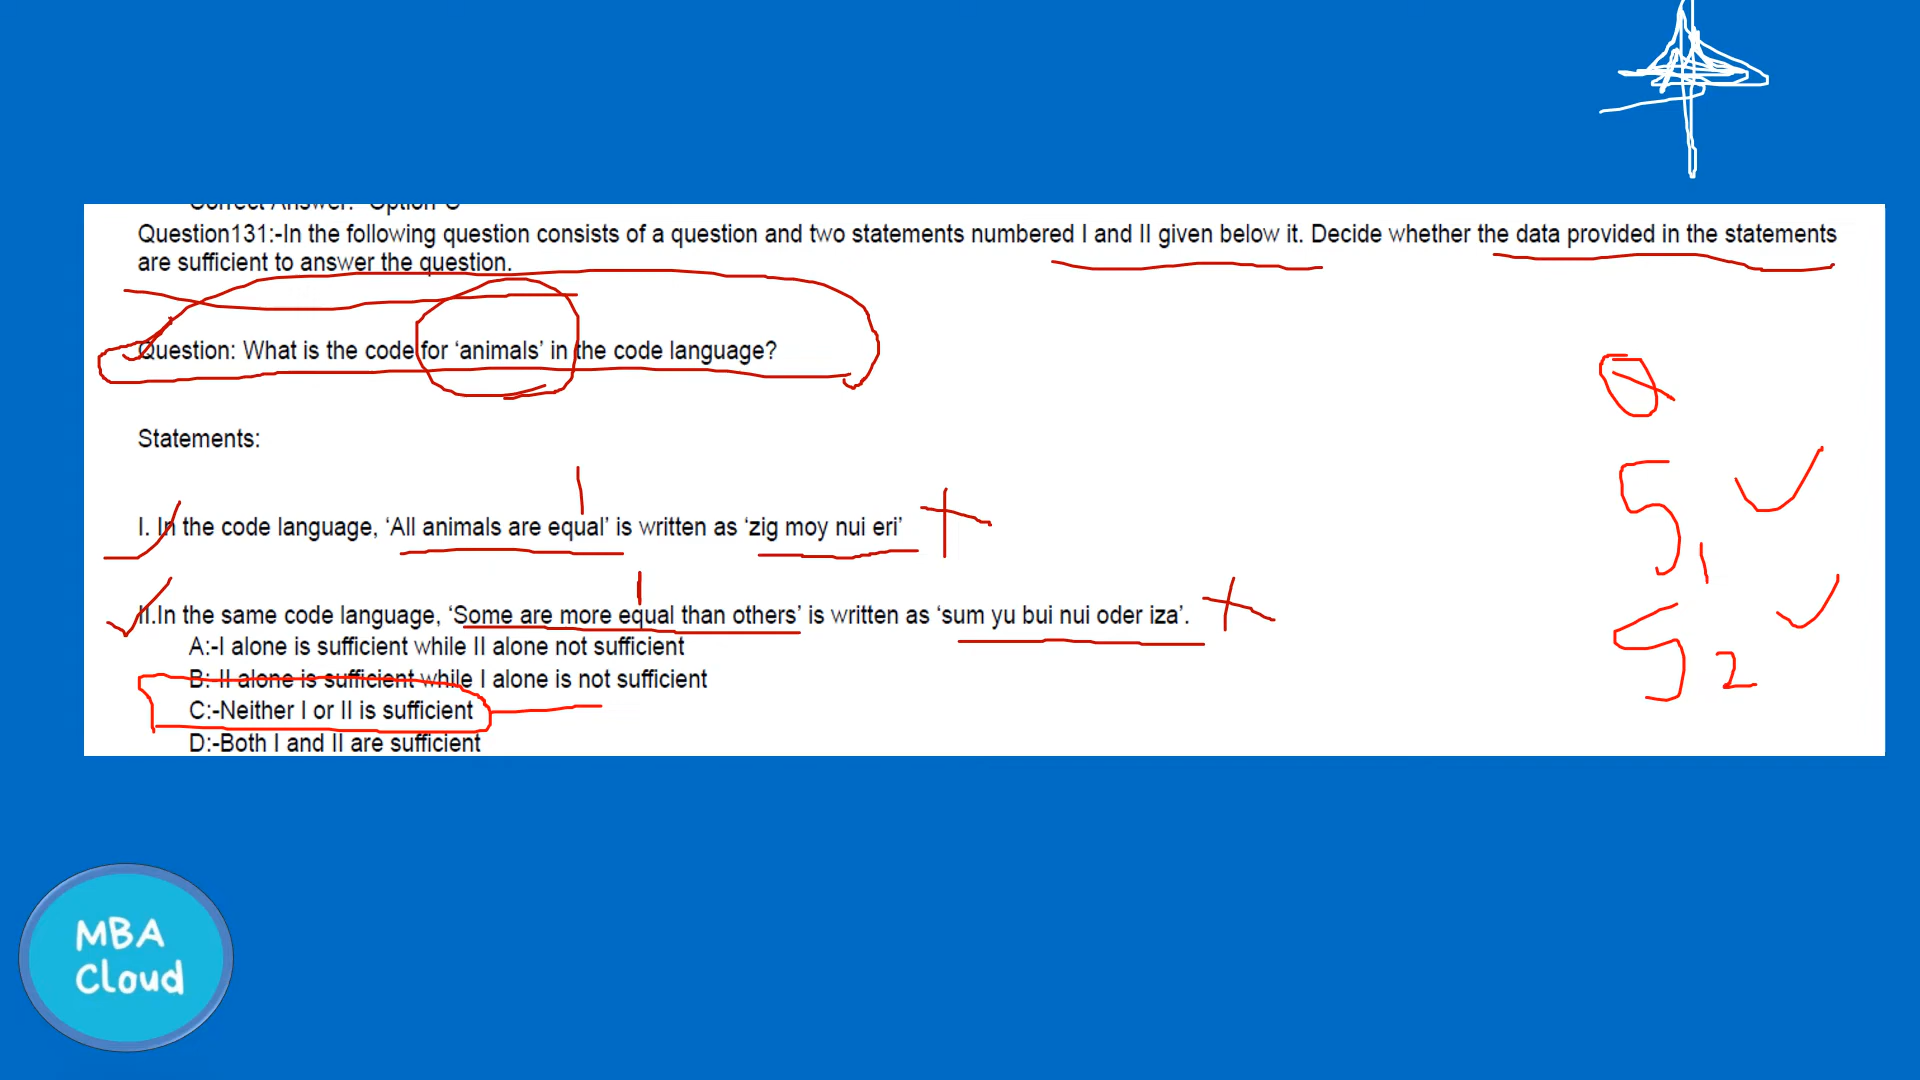 Correct Answer:- Option-C
Question131:-In the following question consists of a question and two statements numbered I and II given below it. Decide whether the data provided in the statements
are sufficient to answer the question.
Question: What is the code for ‘animals’ in the code language?
Statements:
I. In the code language, ‘All animals are equal’ is written as ‘zig moy nui eri’
II.In the same code language, ‘Some are more equal than others’ is written as ‘sum yu bui nui oder iza’.
A:-I alone is sufficient while II alone not sufficient
B:-II alone is sufficient while I alone is not sufficient
C:-Neither I or II is sufficient
D:-Both I and II are sufficient
Q
S1
S2
MBA
Cloud